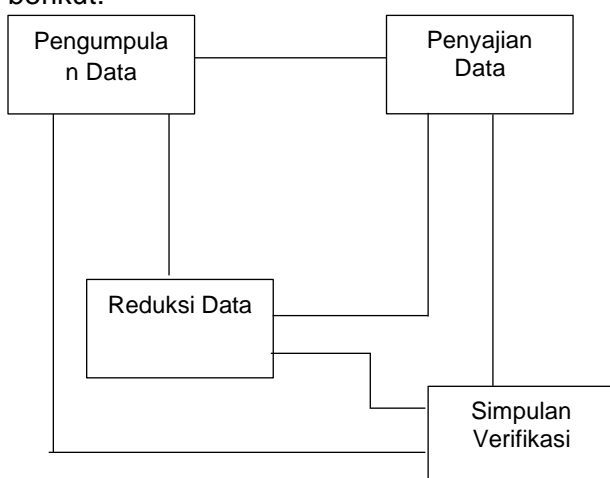 berikut:
Pengumpula
n Data
Penyajian
Data
Reduksi Data
Simpulan
Verifikasi